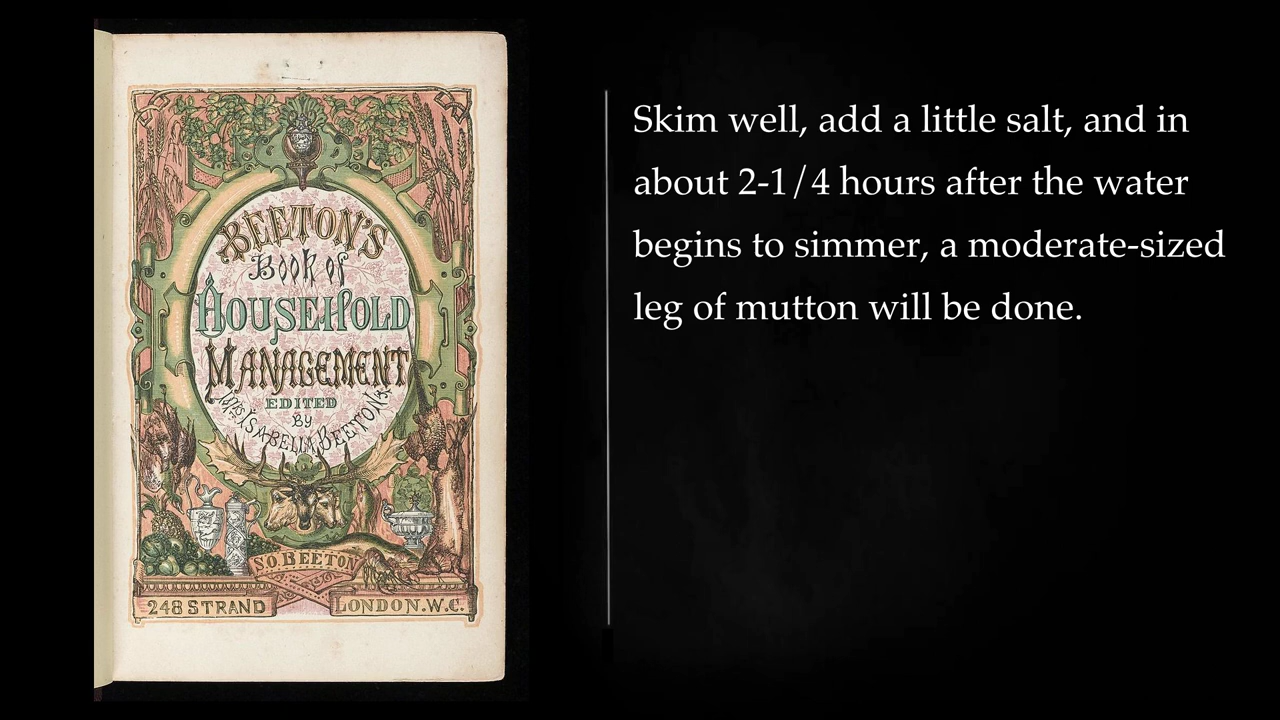 BEETON'S
Book of
HOUSEHOLD
MANAGEMENT
EDITED
BY
MRS ISABELLA BEETON
S.O. BEETON
248 STRAND
LONDON. W.C.
Skim well, add a little salt, and in
about 2-1/4 hours after the water
begins to simmer, a moderate-sized
leg of mutton will be done.